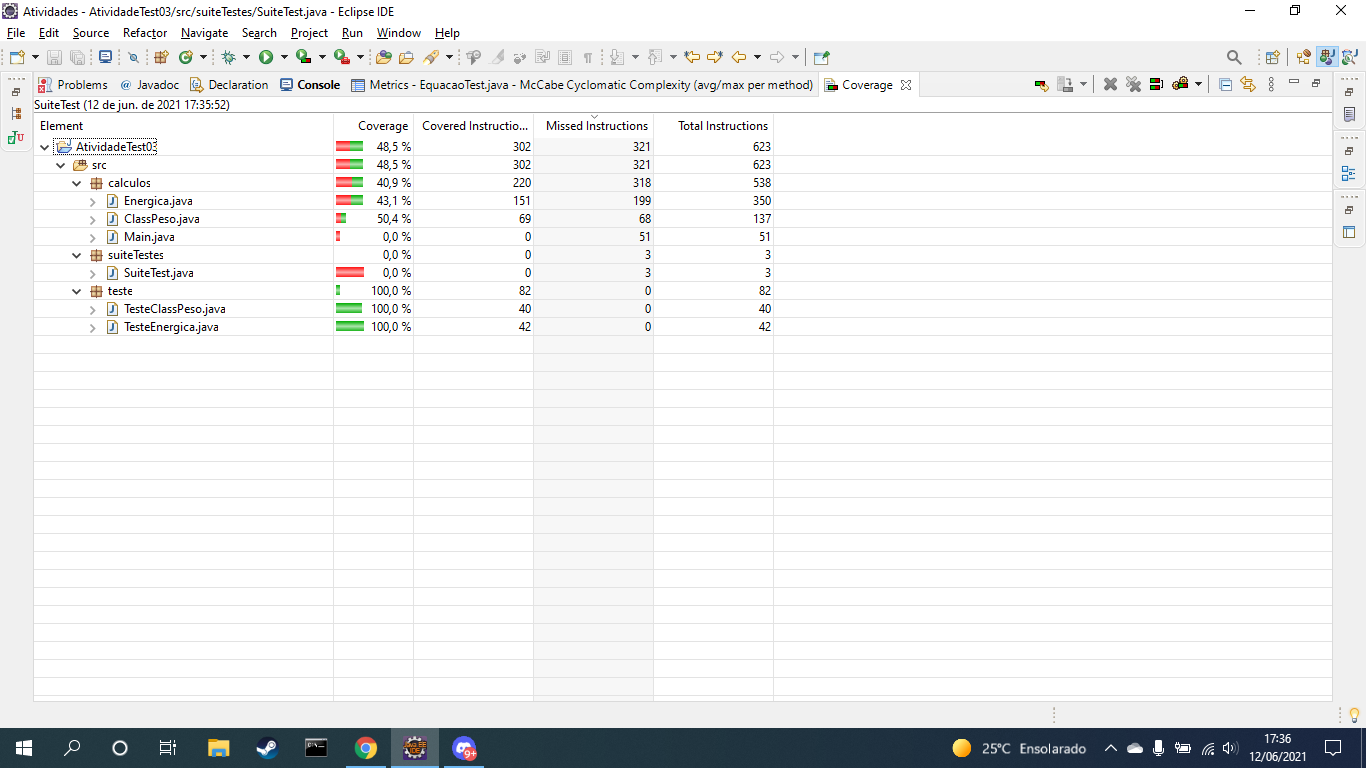 Atividades - AtividadeTest03/src/suiteTestes/SuiteTest.java - Eclipse IDE
File Edit Source Refactor Navigate Search Project Run Window Help
Problems @ Javadoc Declaration Console Metrics - EquacaoTest.java - McCabe Cyclomatic Complexity (avg/max per method) Coverage
SuiteTest (12 de jun. de 2021 17:35:52)
Element Coverage Covered Instructio... Missed Instructions Total Instructions
AtividadeTest03 48,5 % 302 321 623
src 48,5 % 302 321 623
calculos 40,9 % 220 318 538
Energica.java 43,1 % 151 199 350
ClassPeso.java 50,4 % 69 68 137
Main.java 0,0 % 0 51 51
suiteTestes 0,0 % 0 3 3
SuiteTest.java 0,0 % 0 3 3
teste 100,0 % 82 0 82
TesteClassPeso.java 100,0 % 40 0 40
TesteEnergica.java 100,0 % 42 0 42
25°C Ensolarado
17:36
12/06/2021